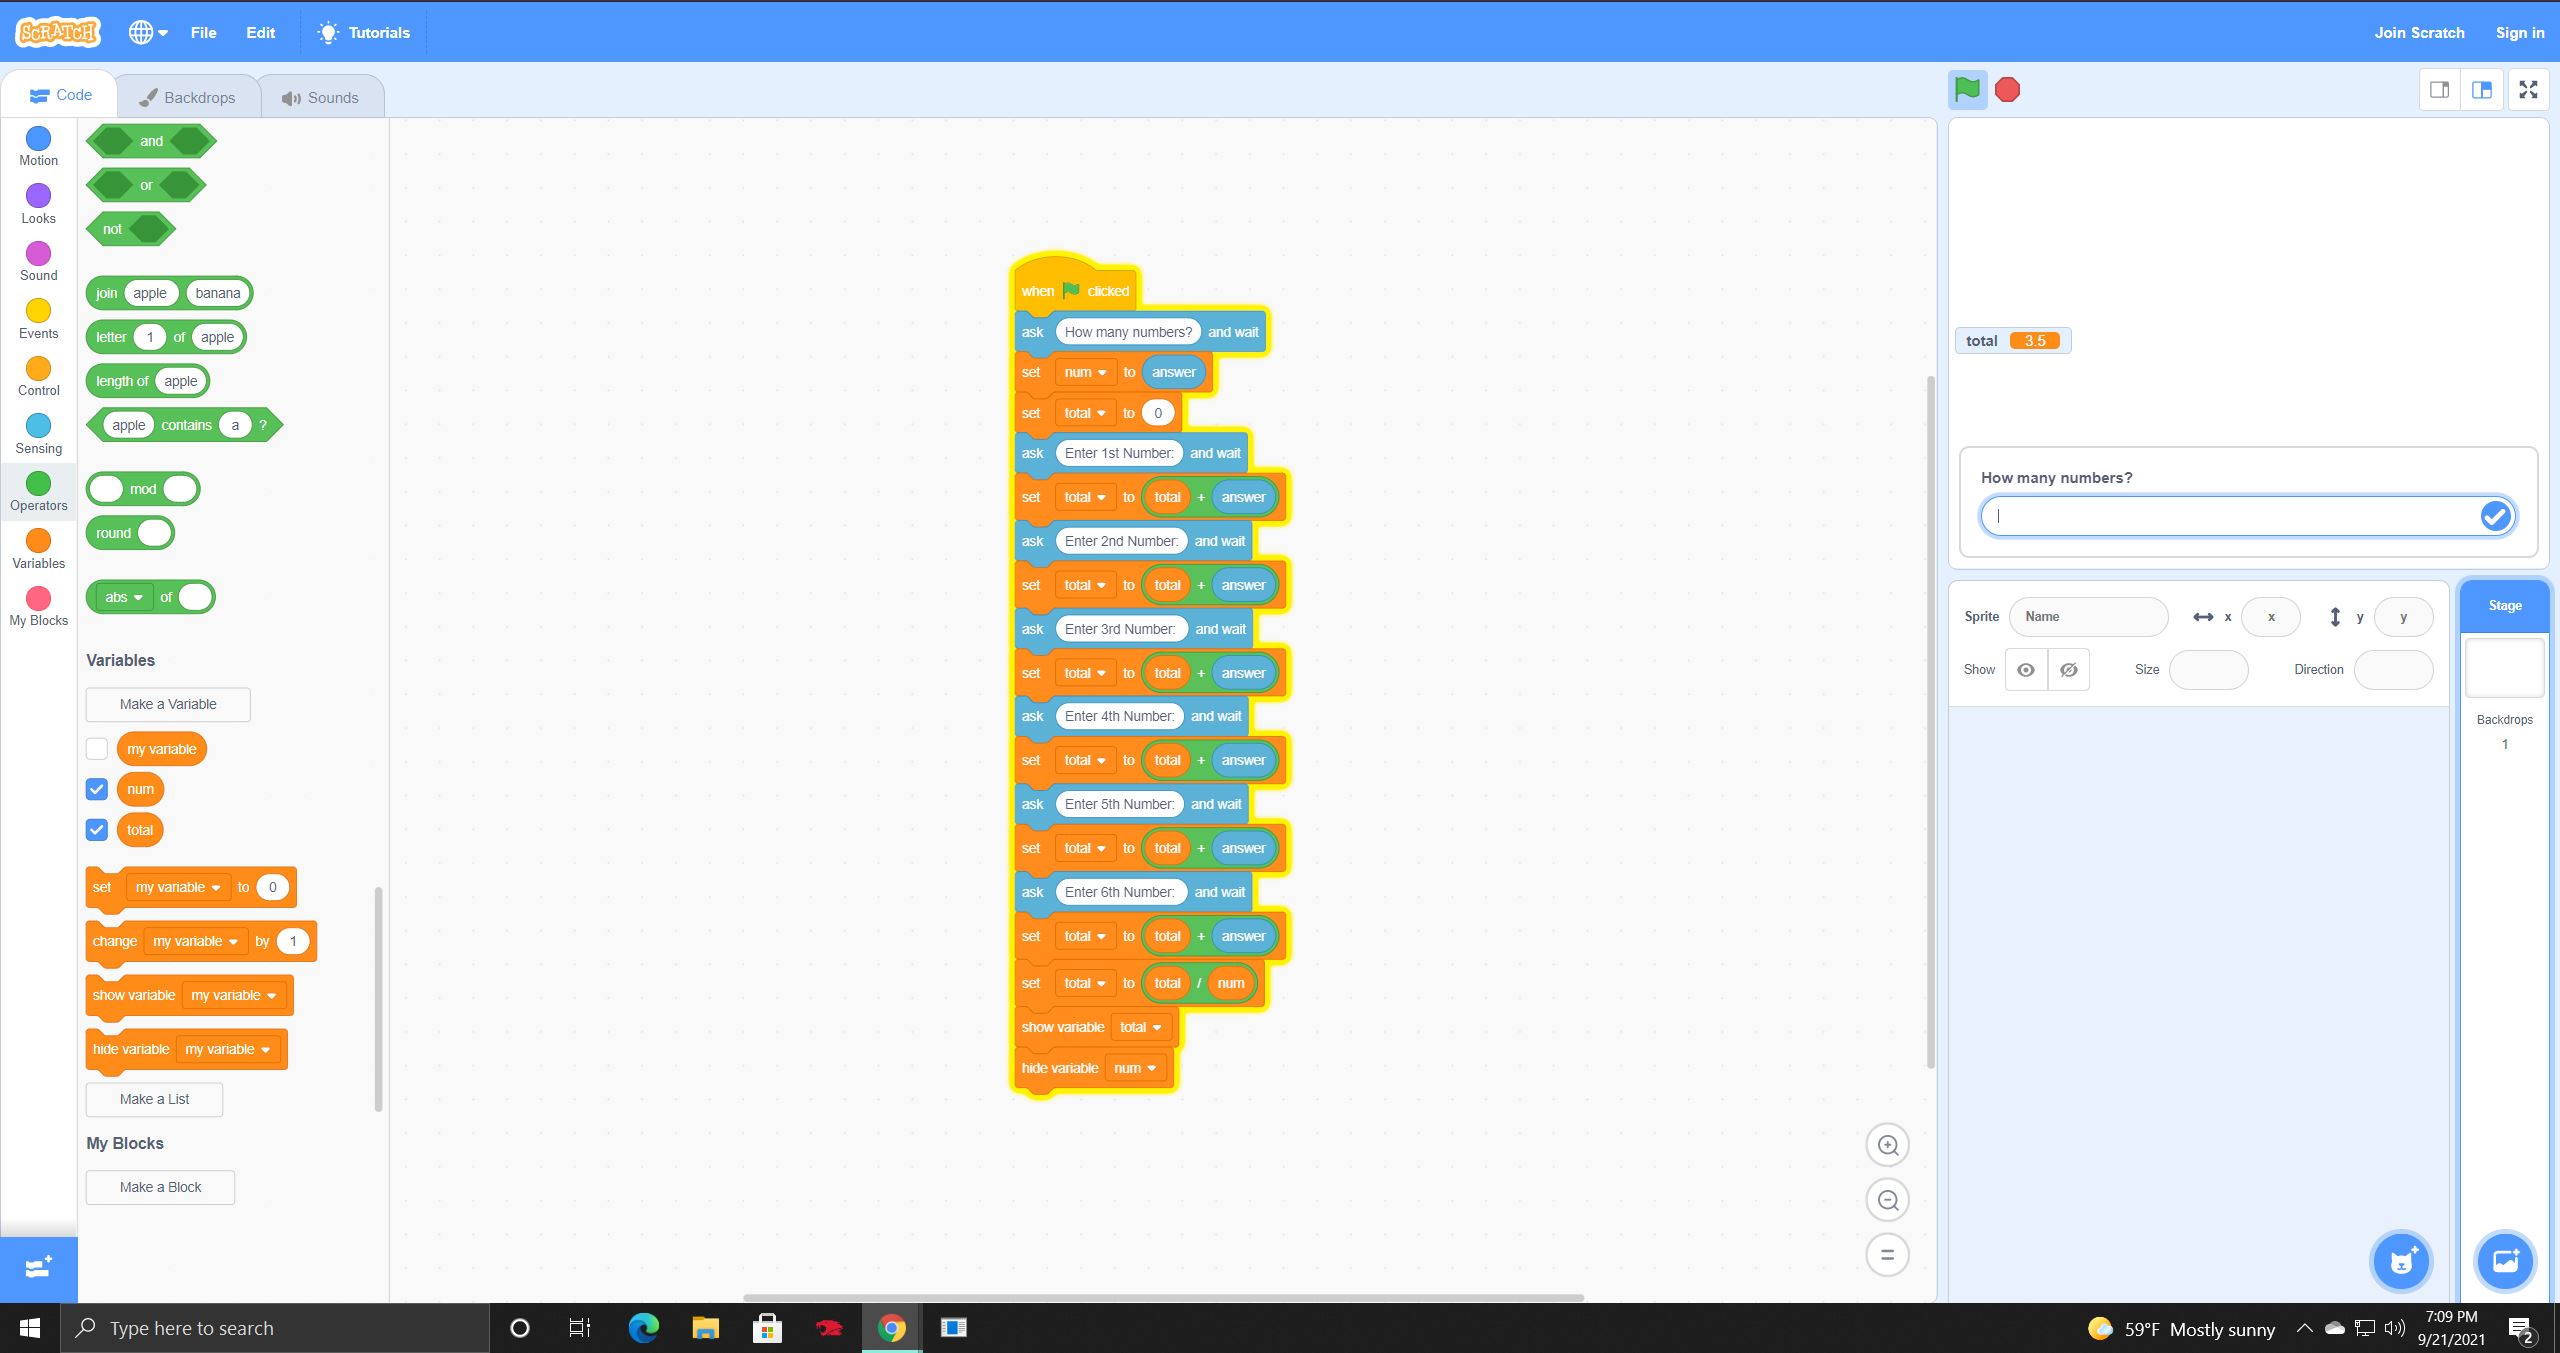 SCRATCH
File Edit Tutorials Join Scratch Sign in
Code Backdrops Sounds
Motion
Looks
Sound
Events
Control
Sensing
Operators
Variables
My Blocks
and
or
not
join apple banana
letter 1 of apple
length of apple
apple contains a ?
mod
round
abs of
Variables
Make a Variable
my variable
num
total
set my variable to 0
change my variable by 1
show variable my variable
hide variable my variable
Make a List
My Blocks
Make a Block
when clicked
ask How many numbers? and wait
set num to answer
set total to 0
ask Enter 1st Number: and wait
set total to total + answer
ask Enter 2nd Number: and wait
set total to total + answer
ask Enter 3rd Number: and wait
set total to total + answer
ask Enter 4th Number: and wait
set total to total + answer
ask Enter 5th Number: and wait
set total to total + answer
ask Enter 6th Number: and wait
set total to total + answer
set total to total / num
show variable total
hide variable num
total 3.5
How many numbers?
Sprite Name x x y y
Show Size Direction
Stage
Backdrops
1
Type here to search
59°F Mostly sunny
7:09 PM
9/21/2021
2